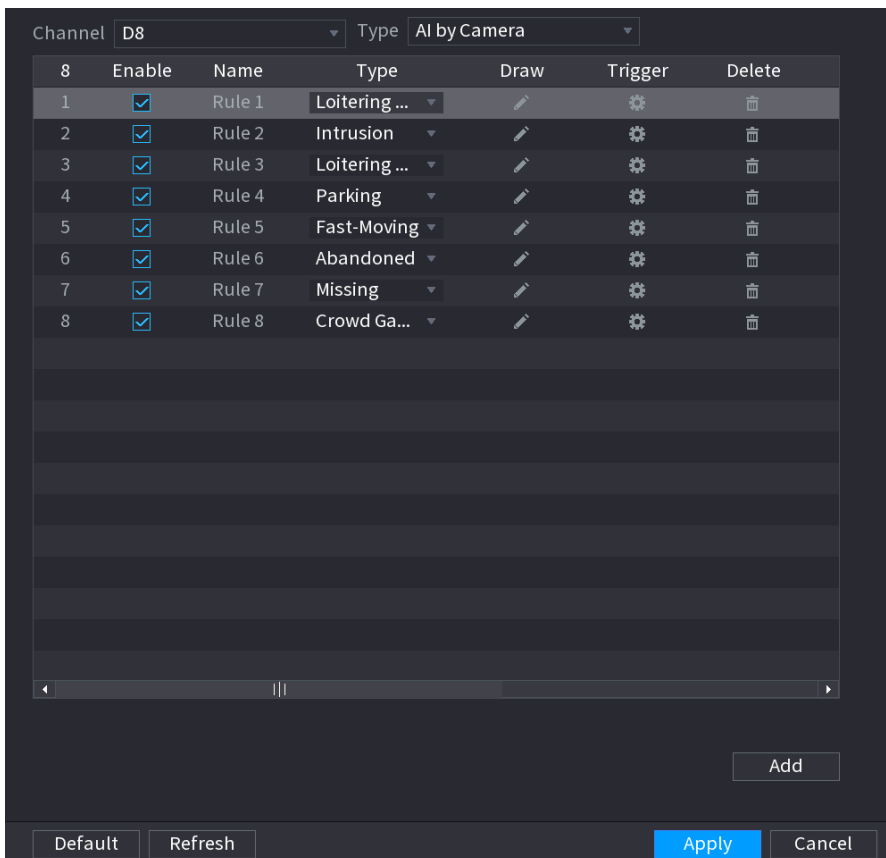 Channel D8 Type AI by Camera
8 Enable Name Type Draw Trigger Delete
1 Rule 1 Loitering ...
2 Rule 2 Intrusion
3 Rule 3 Loitering ...
4 Rule 4 Parking
5 Rule 5 Fast-Moving
6 Rule 6 Abandoned
7 Rule 7 Missing
8 Rule 8 Crowd Ga...
Add
Default Refresh Apply Cancel